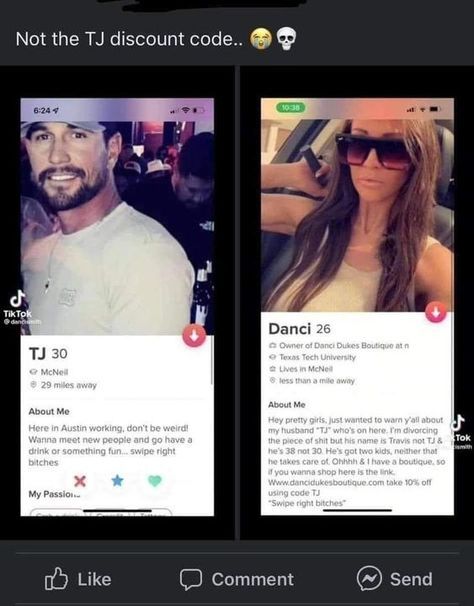 Not the TJ discount code.. 😭💀
6:24
10:38
TikTok
Danci 26
Owner of Danci Dukes Boutique at n
Texas Tech University
Lives in McNeil
less than a mile away
TJ 30
McNeil
29 miles away
About Me
Here in Austin working, don't be weird!
Wanna meet new people and go have a
drink or something fun... swipe right
bitches
My Passion...
About Me
Hey pretty girls, just wanted to warn y'all about
my husband "TJ" who's on here. I'm divorcing
the piece of shit but his name is Travis not TJ &
he's 38 not 30. He's got two kids, neither that
he takes care of. Ohhhh & I have a boutique, so
if you wanna shop here is the link.
Www.dancidukesboutique.com take 10% off
using code TJ
"Swipe right bitches"
Tok
Like
Comment
Send